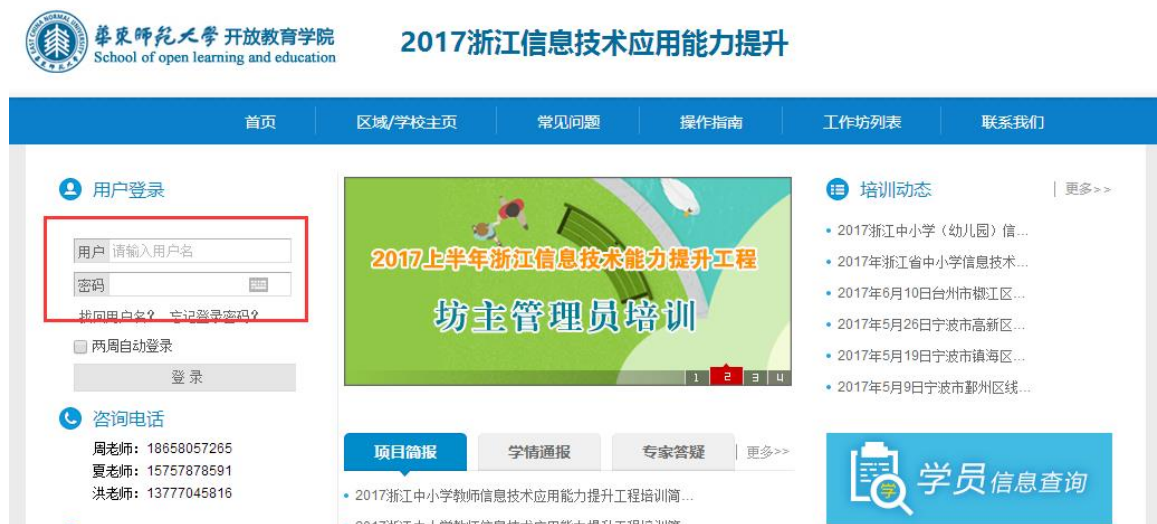 華東師範大學 开放教育学院
School of open learning and education
2017浙江信息技术应用能力提升
首页 区域/学校主页 常见问题 操作指南 工作坊列表 联系我们
用户登录
用户 请输入用户名
密码
找回用户名? 忘记登录密码?
两周自动登录
登录
咨询电话
周老师: 18658057265
夏老师: 15757878591
洪老师: 13777045816
2017上半年浙江信息技术能力提升工程
坊主管理员培训
1 2 3 4
项目简报 学情通报 专家答疑 更多>>
2017浙江中小学教师信息技术应用能力提升工程培训简...
培训动态 更多>>
2017浙江中小学（幼儿园）信...
2017年浙江省中小学信息技术...
2017年6月10日台州市椒江区...
2017年5月26日宁波市高新区...
2017年5月19日宁波市镇海区...
2017年5月9日宁波市鄞州区线...
学员信息查询